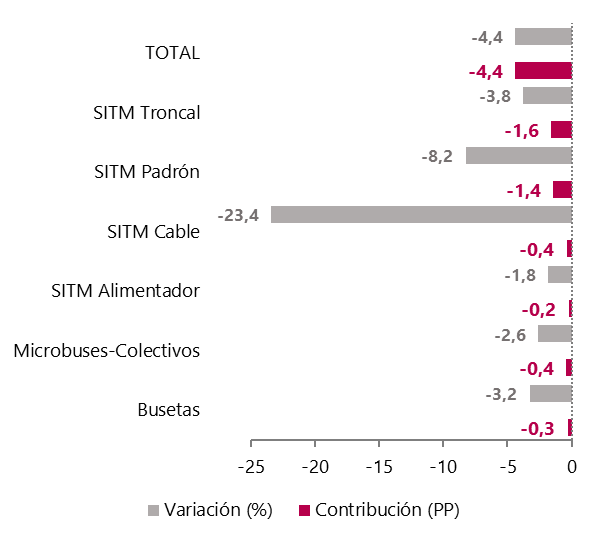 TOTAL
-4,4
-4,4
SITM Troncal
-3,8
-1,6
SITM Padrón
-8,2
-1,4
SITM Cable
-23,4
-0,4
SITM Alimentador
-1,8
-0,2
Microbuses-Colectivos
-2,6
-0,4
Busetas
-3,2
-0,3
-25 -20 -15 -10 -5 0
Variación (%) Contribución (PP)